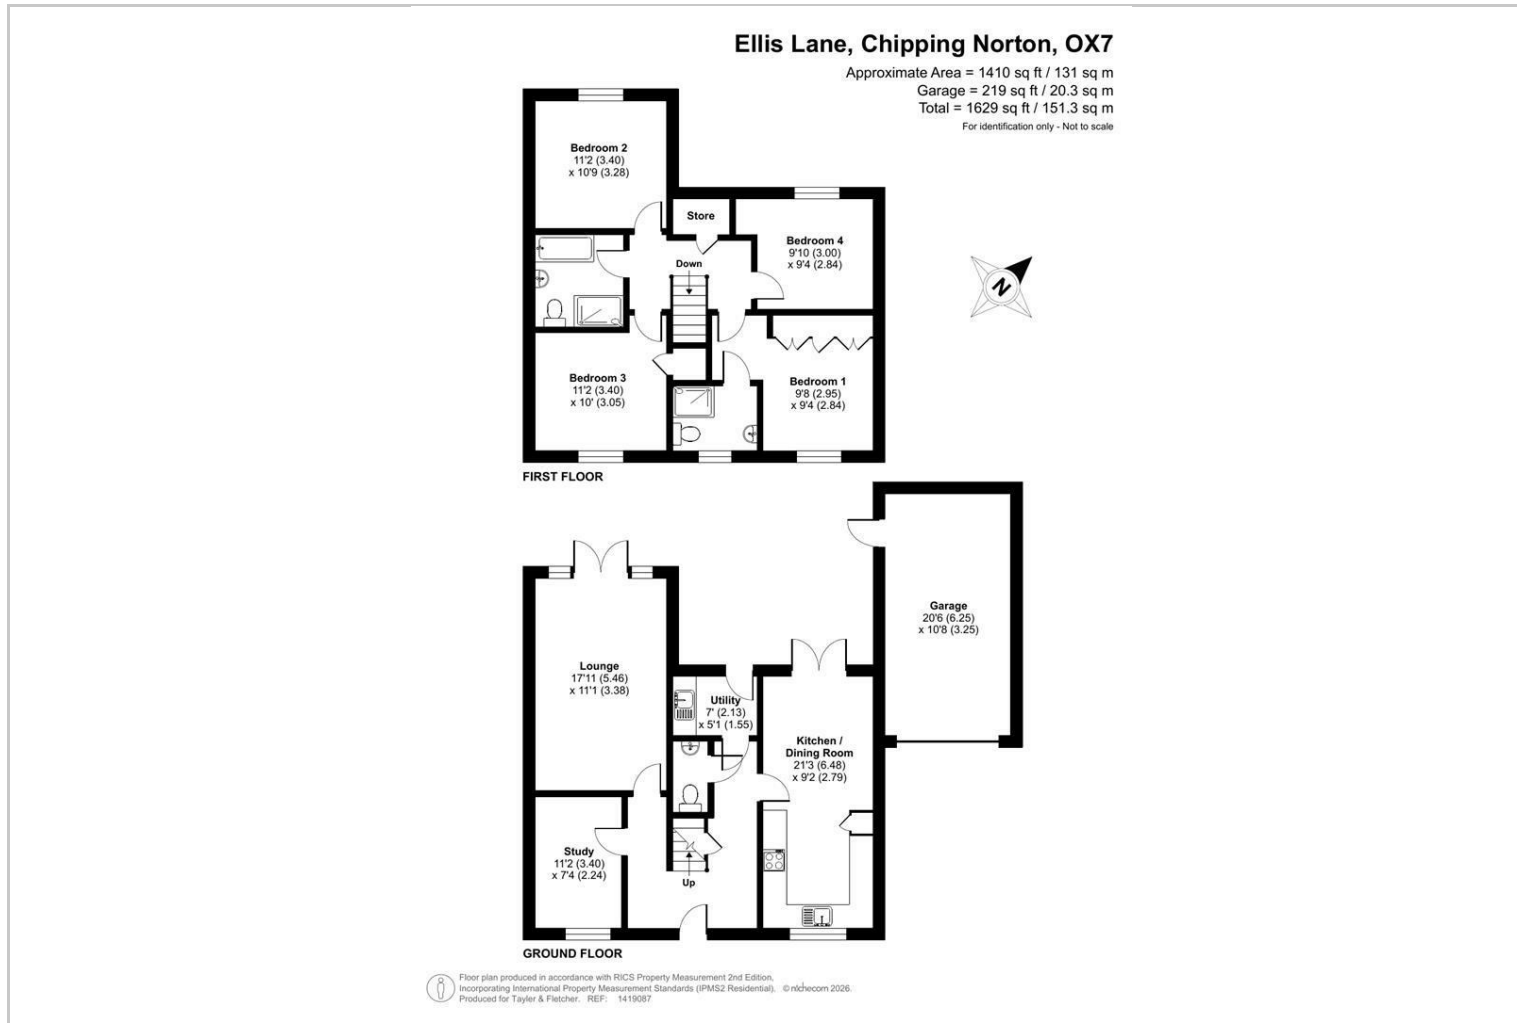 Ellis Lane, Chipping Norton, OX7
Approximate Area = 1410 sq ft / 131 sq m
Garage = 219 sq ft / 20.3 sq m
Total = 1629 sq ft / 151.3 sq m
For identification only - Not to scale
Bedroom 2
11'2 (3.40)
x 10'9 (3.28)
Store
Bedroom 4
9'10 (3.00)
x 9'4 (2.84)
Down
N
Bedroom 3
11'2 (3.40)
x 10' (3.05)
Bedroom 1
9'8 (2.95)
x 9'4 (2.84)
FIRST FLOOR
Garage
20'6 (6.25)
x 10'8 (3.25)
Lounge
17'11 (5.46)
x 11'1 (3.38)
Utility
7' (2.13)
x 5'1 (1.55)
Kitchen /
Dining Room
21'3 (6.48)
x 9'2 (2.79)
Study
11'2 (3.40)
x 7'4 (2.24)
Up
GROUND FLOOR
Floor plan produced in accordance with RICS Property Measurement 2nd Edition.
Incorporating International Property Measurement Standards (IPMS2 Residential). © nichecom 2026.
Produced for Tayler & Fletcher. REF: 1419087